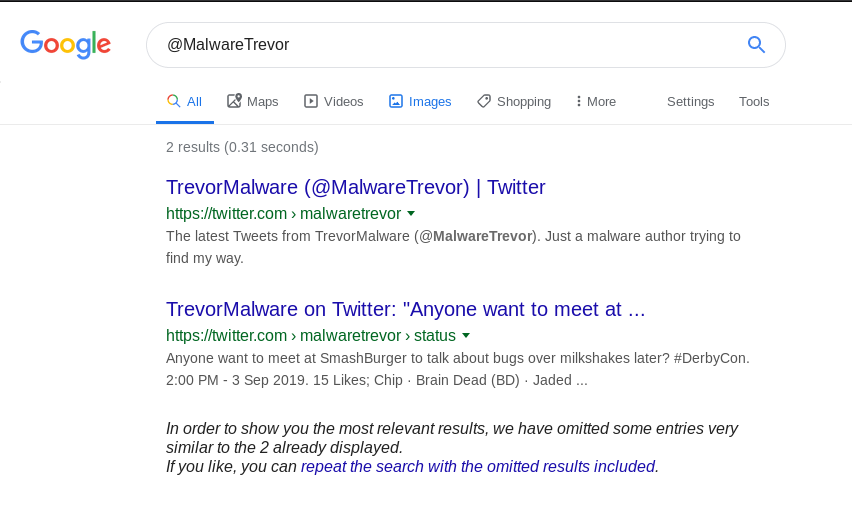 Google
@MalwareTrevor
All Maps Videos Images Shopping More Settings Tools
2 results (0.31 seconds)
TrevorMalware (@MalwareTrevor) | Twitter
https://twitter.com › malwaretrevor
The latest Tweets from TrevorMalware (@MalwareTrevor). Just a malware author trying to
find my way.
TrevorMalware on Twitter: "Anyone want to meet at ...
https://twitter.com › malwaretrevor › status
Anyone want to meet at SmashBurger to talk about bugs over milkshakes later? #DerbyCon.
2:00 PM - 3 Sep 2019. 15 Likes; Chip · Brain Dead (BD) · Jaded ...
In order to show you the most relevant results, we have omitted some entries very
similar to the 2 already displayed.
If you like, you can repeat the search with the omitted results included.